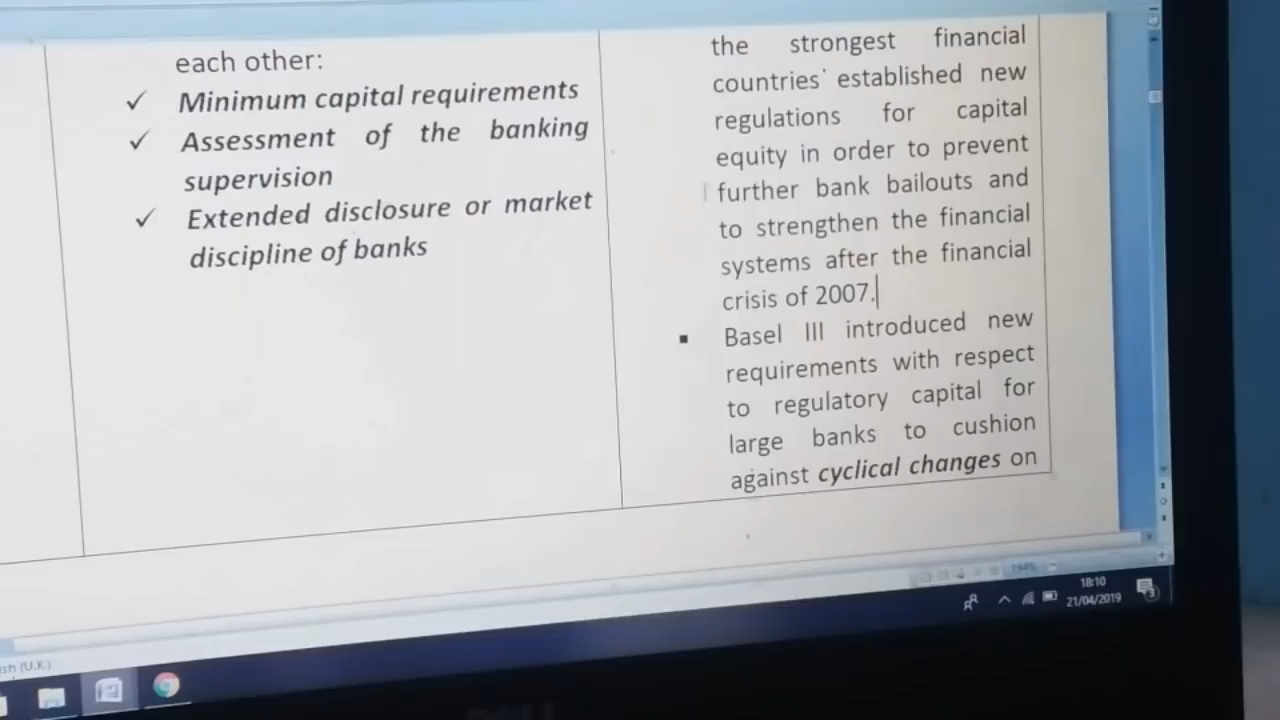 each other:
✓ Minimum capital requirements
✓ Assessment of the banking
supervision
✓ Extended disclosure or market
discipline of banks
the strongest financial
countries established new
regulations for capital
equity in order to prevent
further bank bailouts and
to strengthen the financial
systems after the financial
crisis of 2007.
▪ Basel III introduced new
requirements with respect
to regulatory capital for
large banks to cushion
against cyclical changes on
194%
18:10
21/04/2019
sh (U.K.)